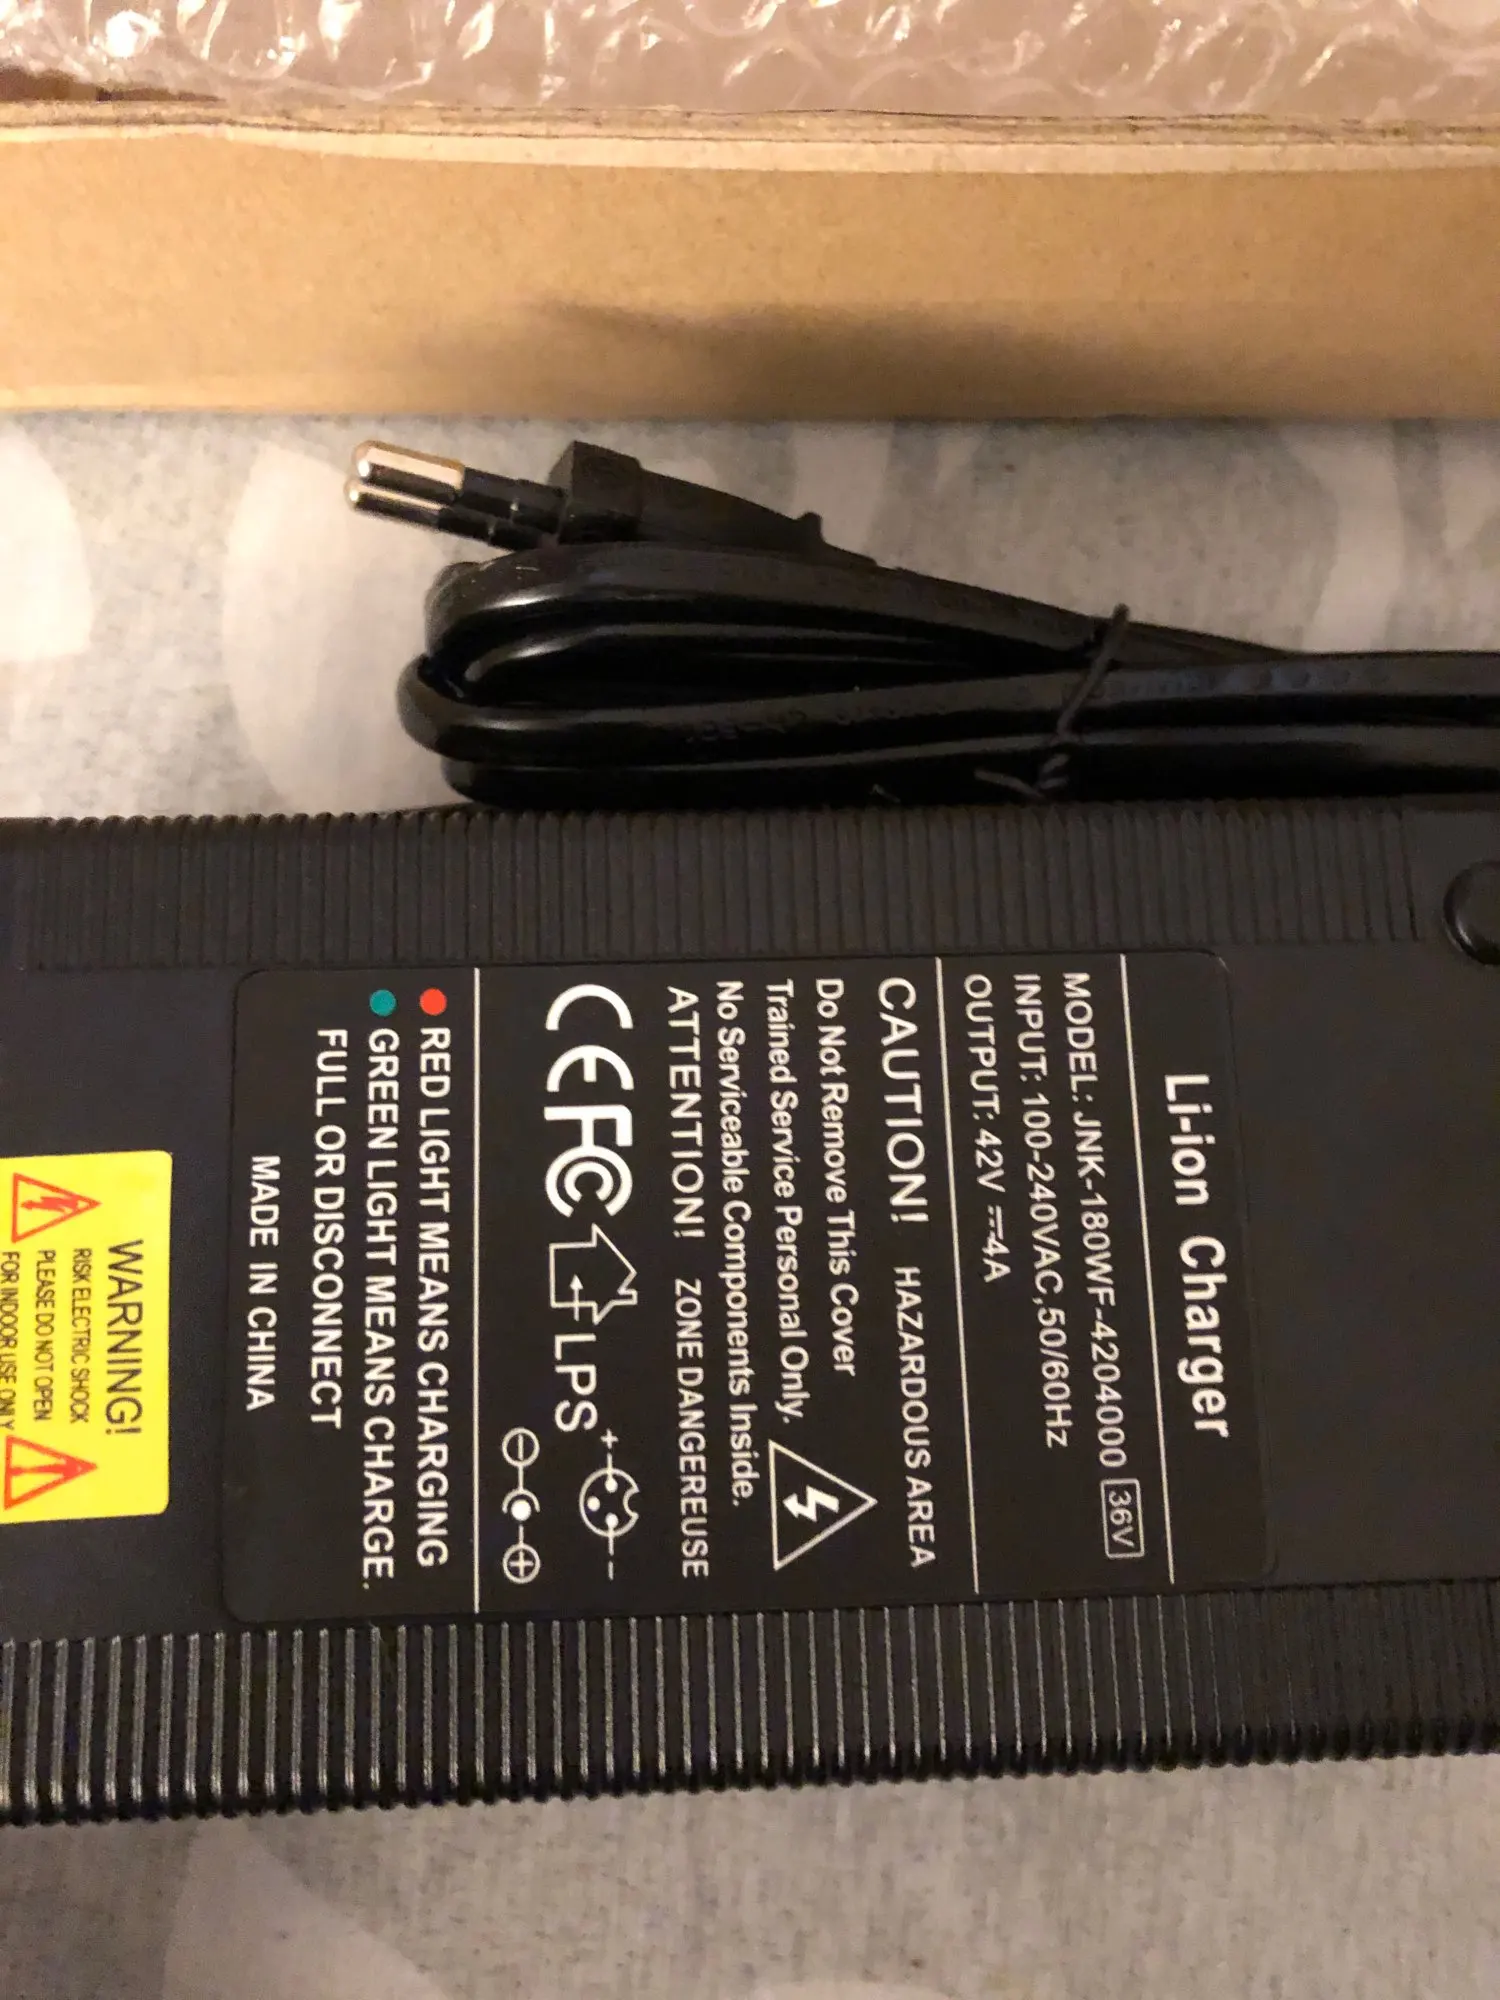 Li-ion Charger
MODEL: JNK-180WF-4204000 36V
INPUT: 100-240VAC,50/60Hz
OUTPUT: 42V⎓4A
CAUTION! HAZARDOUS AREA
Do Not Remove This Cover
Trained Service Personal Only.
No Serviceable Components Inside.
ATTENTION! ZONE DANGEREUSE
CE FC LPS
+ -
RED LIGHT MEANS CHARGING
GREEN LIGHT MEANS CHARGE.
FULL OR DISCONNECT
MADE IN CHINA
WARNING!
RISK ELECTRIC SHOCK
PLEASE DO NOT OPEN
FOR INDOOR USE ONLY